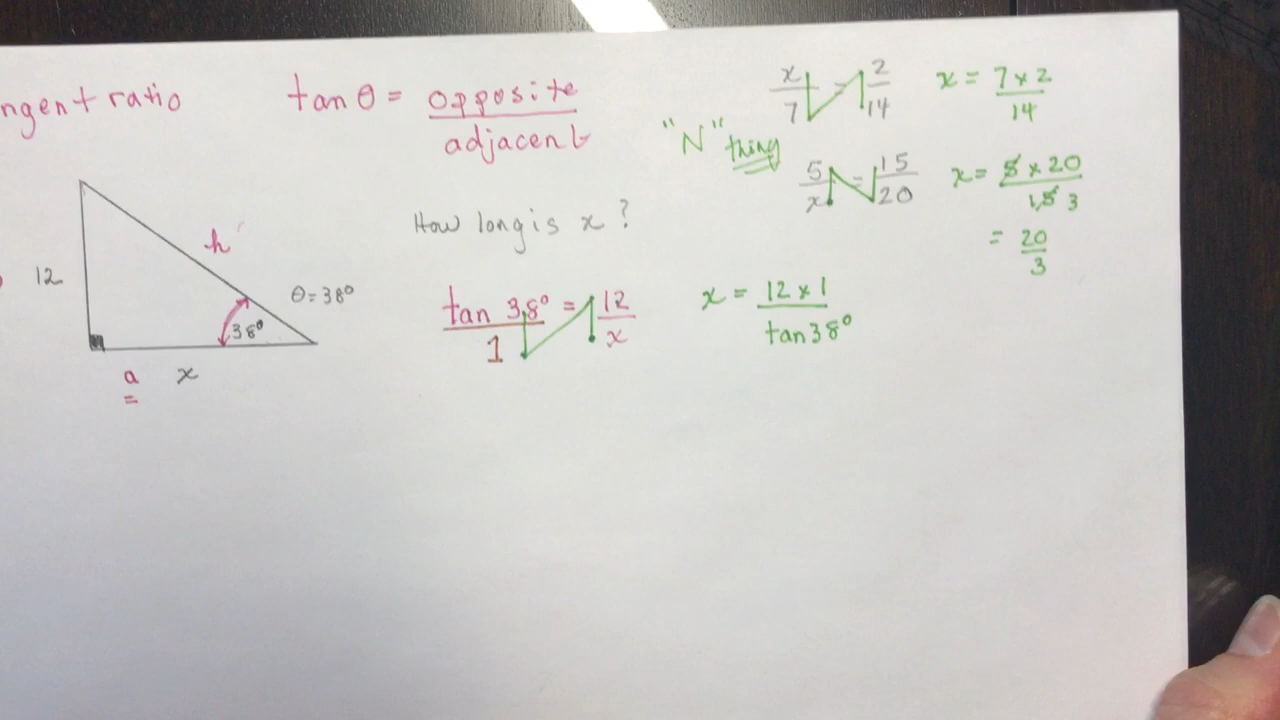 ngent ratio
tan θ = opposite
adjacent
"N" thing
x/7 = 2/14
x = 7 × 2
14
5/x = 15/20
x = 5 × 20
15 3
= 20/3
How long is x ?
12
h
θ = 38°
38°
a
x
tan 38° = 12
1 x
x = 12 × 1
tan 38°